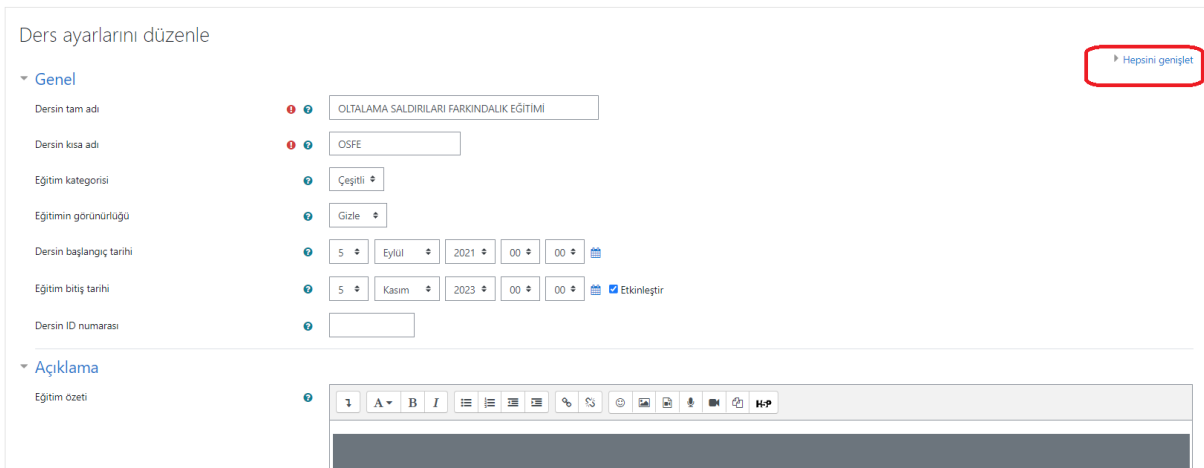 Ders ayarlarını düzenle
Hepsini genişlet
Genel
Dersin tam adı OLTALAMA SALDIRILARI FARKINDALIK EĞİTİMİ
Dersin kısa adı OSFE
Eğitim kategorisi Çeşitli
Eğitimin görünürlüğü Gizle
Dersin başlangıç tarihi 5 Eylül 2021 00 00
Eğitim bitiş tarihi 5 Kasım 2023 00 00 Etkinleştir
Dersin ID numarası
Açıklama
Eğitim özeti
A B I H-P